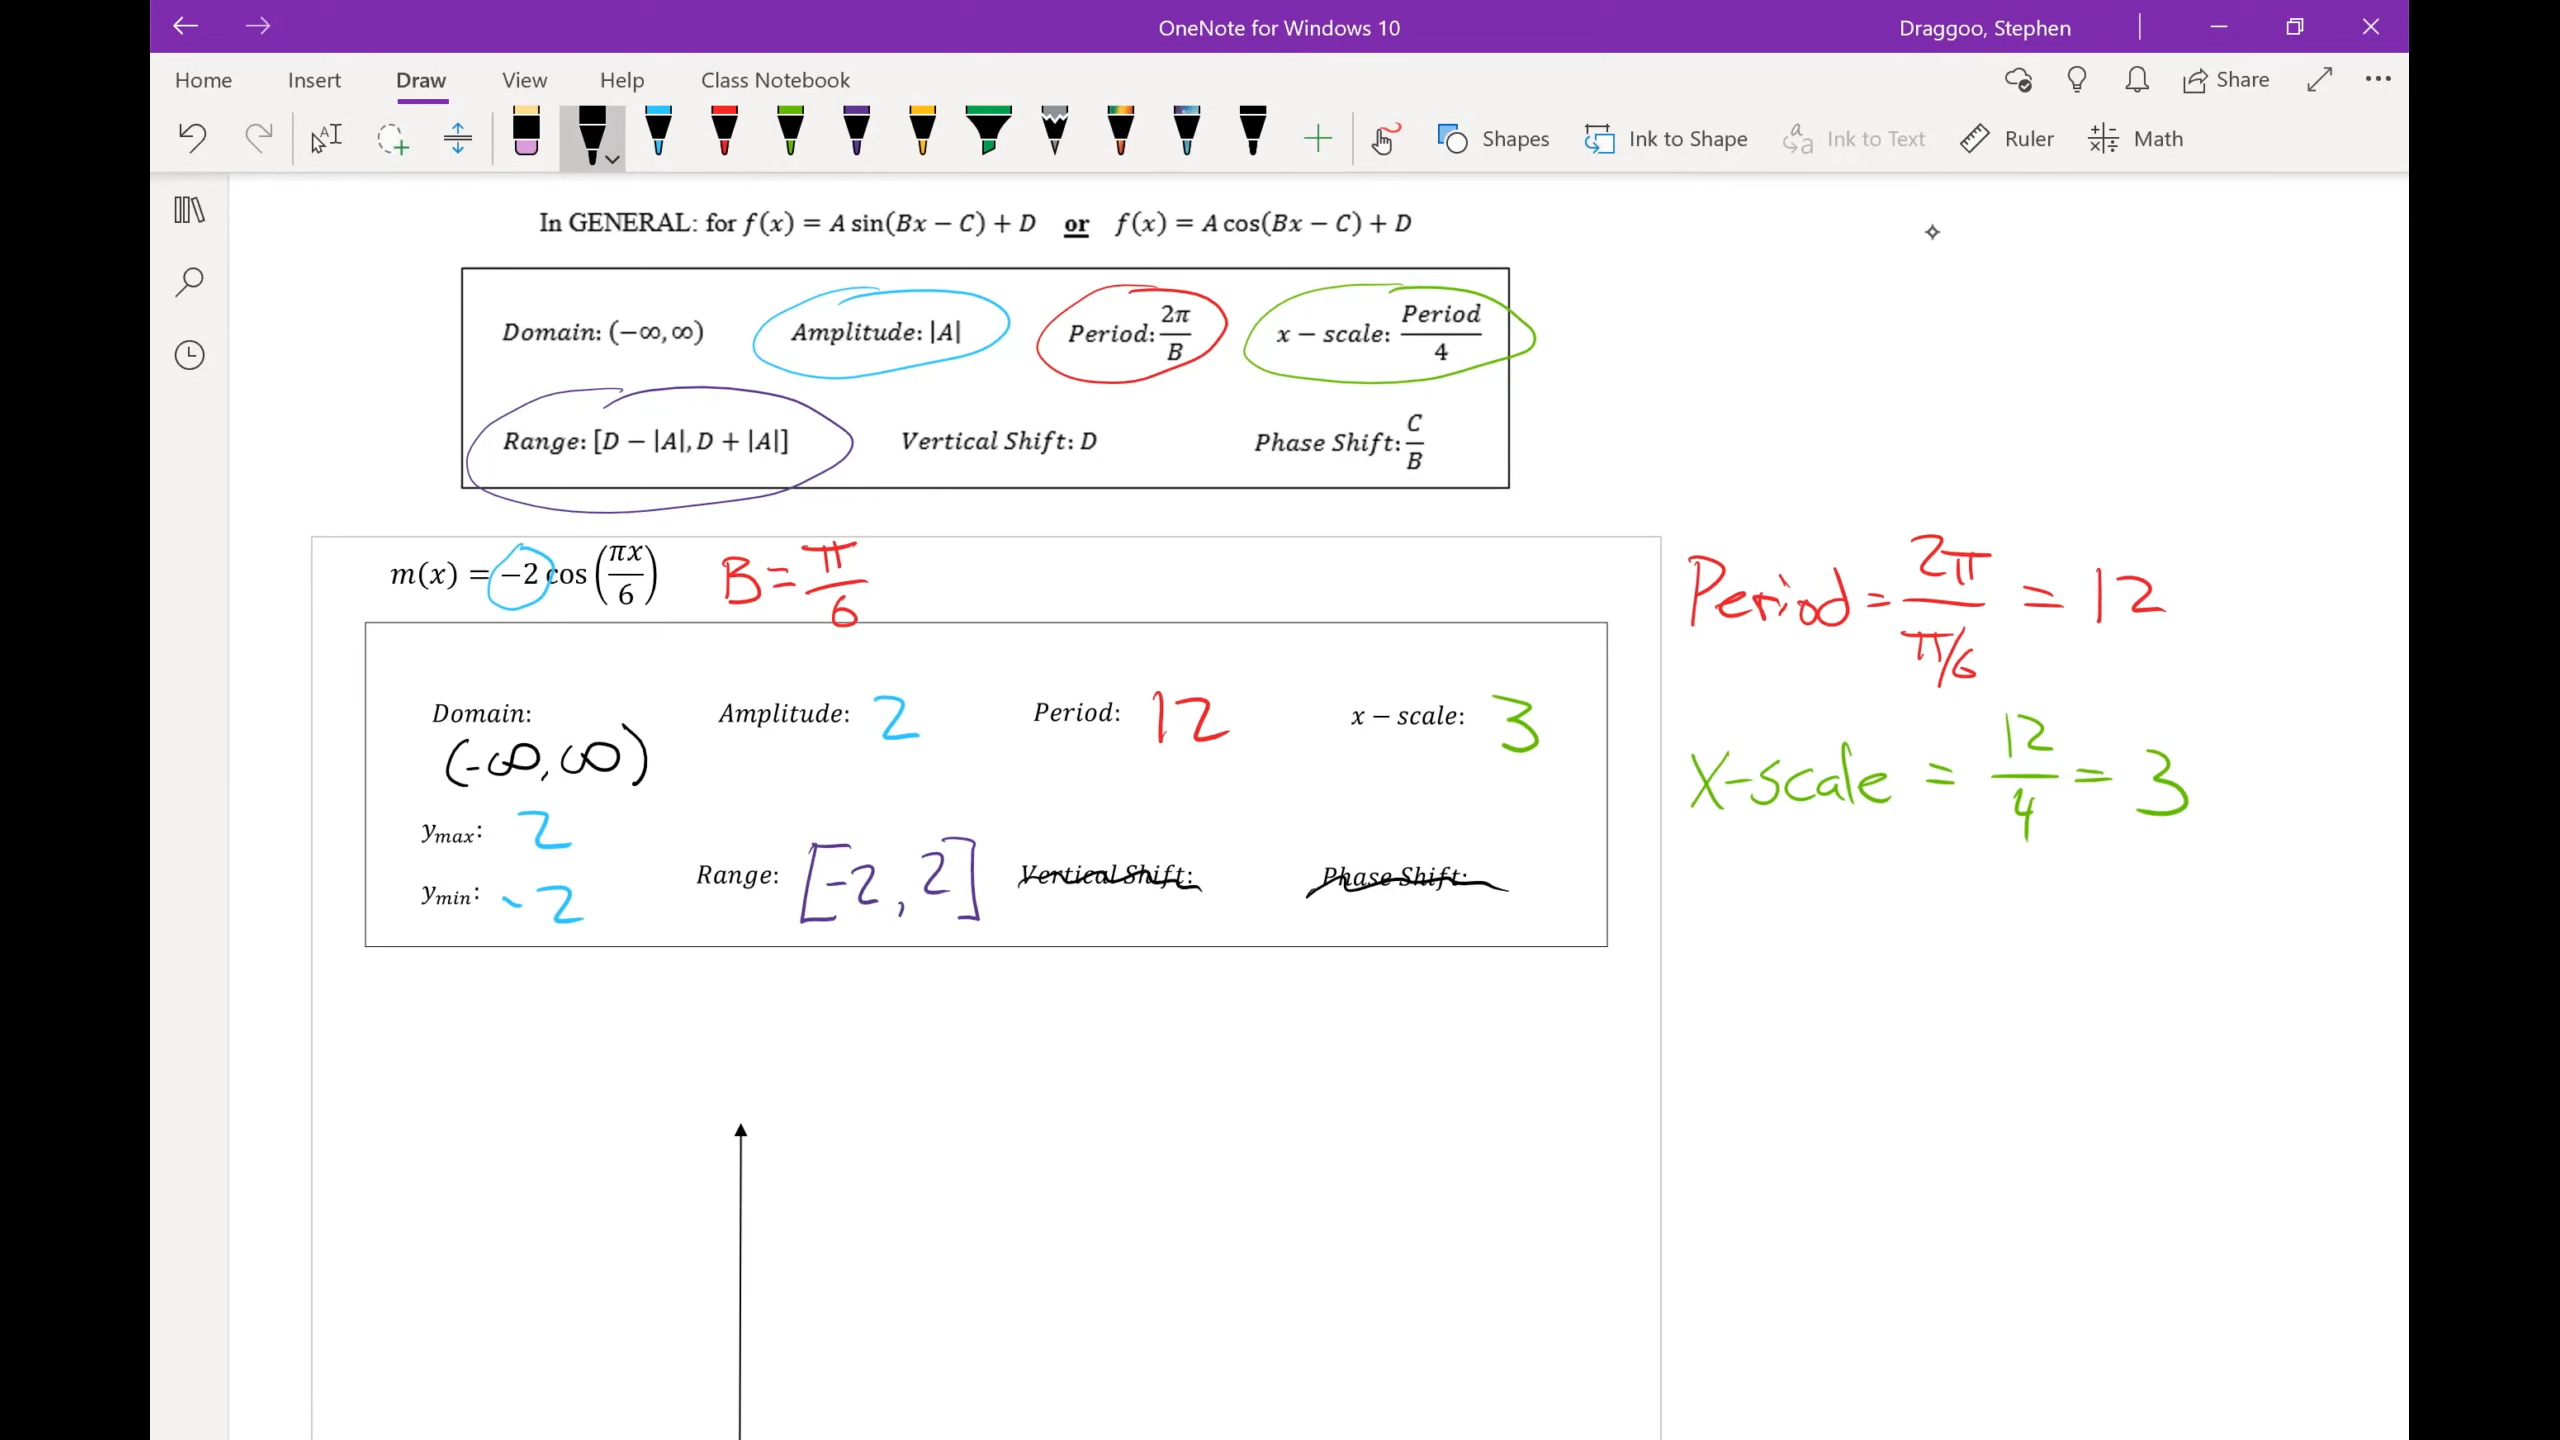 OneNote for Windows 10
Draggoo, Stephen
Home Insert Draw View Help Class Notebook
Share
Shapes Ink to Shape Ink to Text Ruler Math
In GENERAL: for f(x) = A sin(Bx − C) + D or f(x) = A cos(Bx − C) + D
Domain: (−∞, ∞) Amplitude: |A| Period: 2π/B x − scale: Period/4
Range: [D − |A|, D + |A|] Vertical Shift: D Phase Shift: C/B
m(x) = −2 cos(πx/6) B = π/6
Period = 2π/(π/6) = 12
Domain: Amplitude: 2 Period: 12 x − scale: 3
(-∞, ∞)
X-scale = 12/4 = 3
ymax: 2
Range: [-2, 2] Vertical Shift: Phase Shift:
ymin: -2